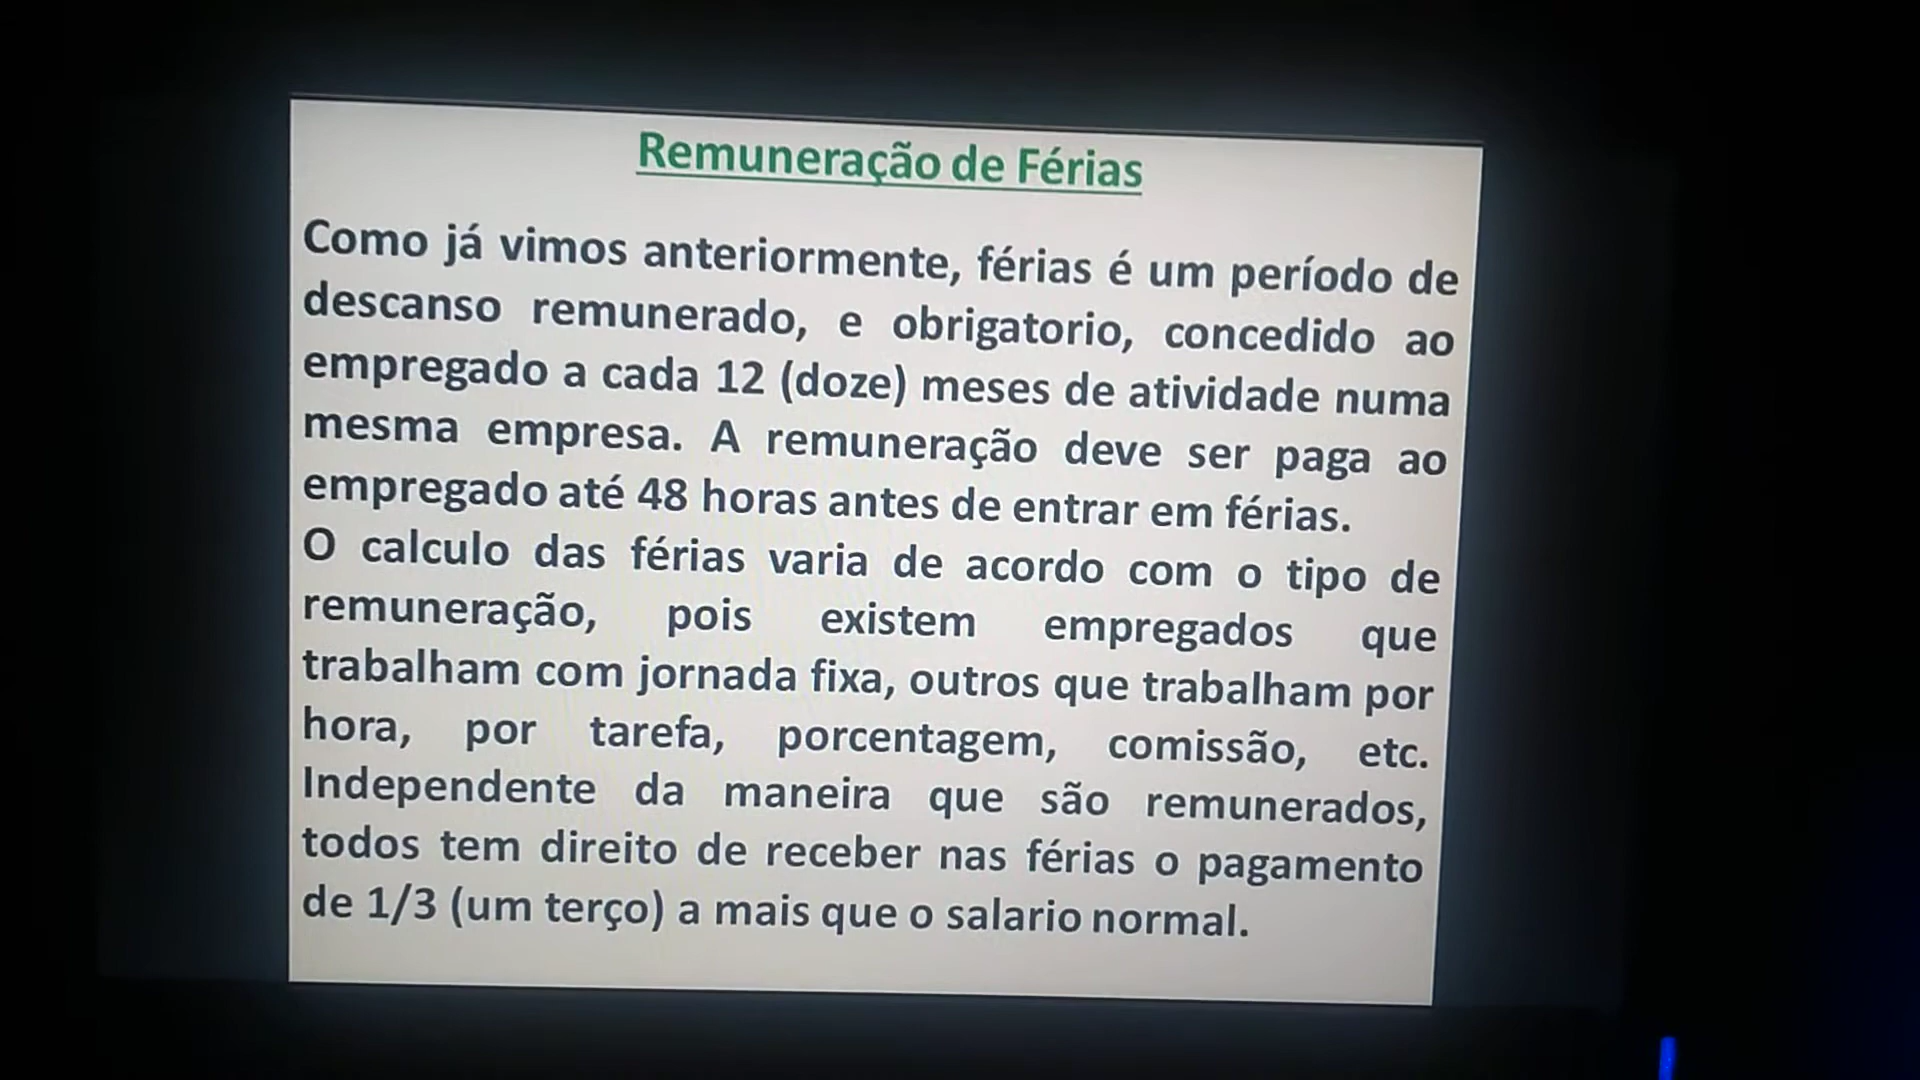 Remuneração de Férias
Como já vimos anteriormente, férias é um período de
descanso remunerado, e obrigatorio, concedido ao
empregado a cada 12 (doze) meses de atividade numa
mesma empresa. A remuneração deve ser paga ao
empregado até 48 horas antes de entrar em férias.
O calculo das férias varia de acordo com o tipo de
remuneração, pois existem empregados que
trabalham com jornada fixa, outros que trabalham por
hora, por tarefa, porcentagem, comissão, etc.
Independente da maneira que são remunerados,
todos tem direito de receber nas férias o pagamento
de 1/3 (um terço) a mais que o salario normal.